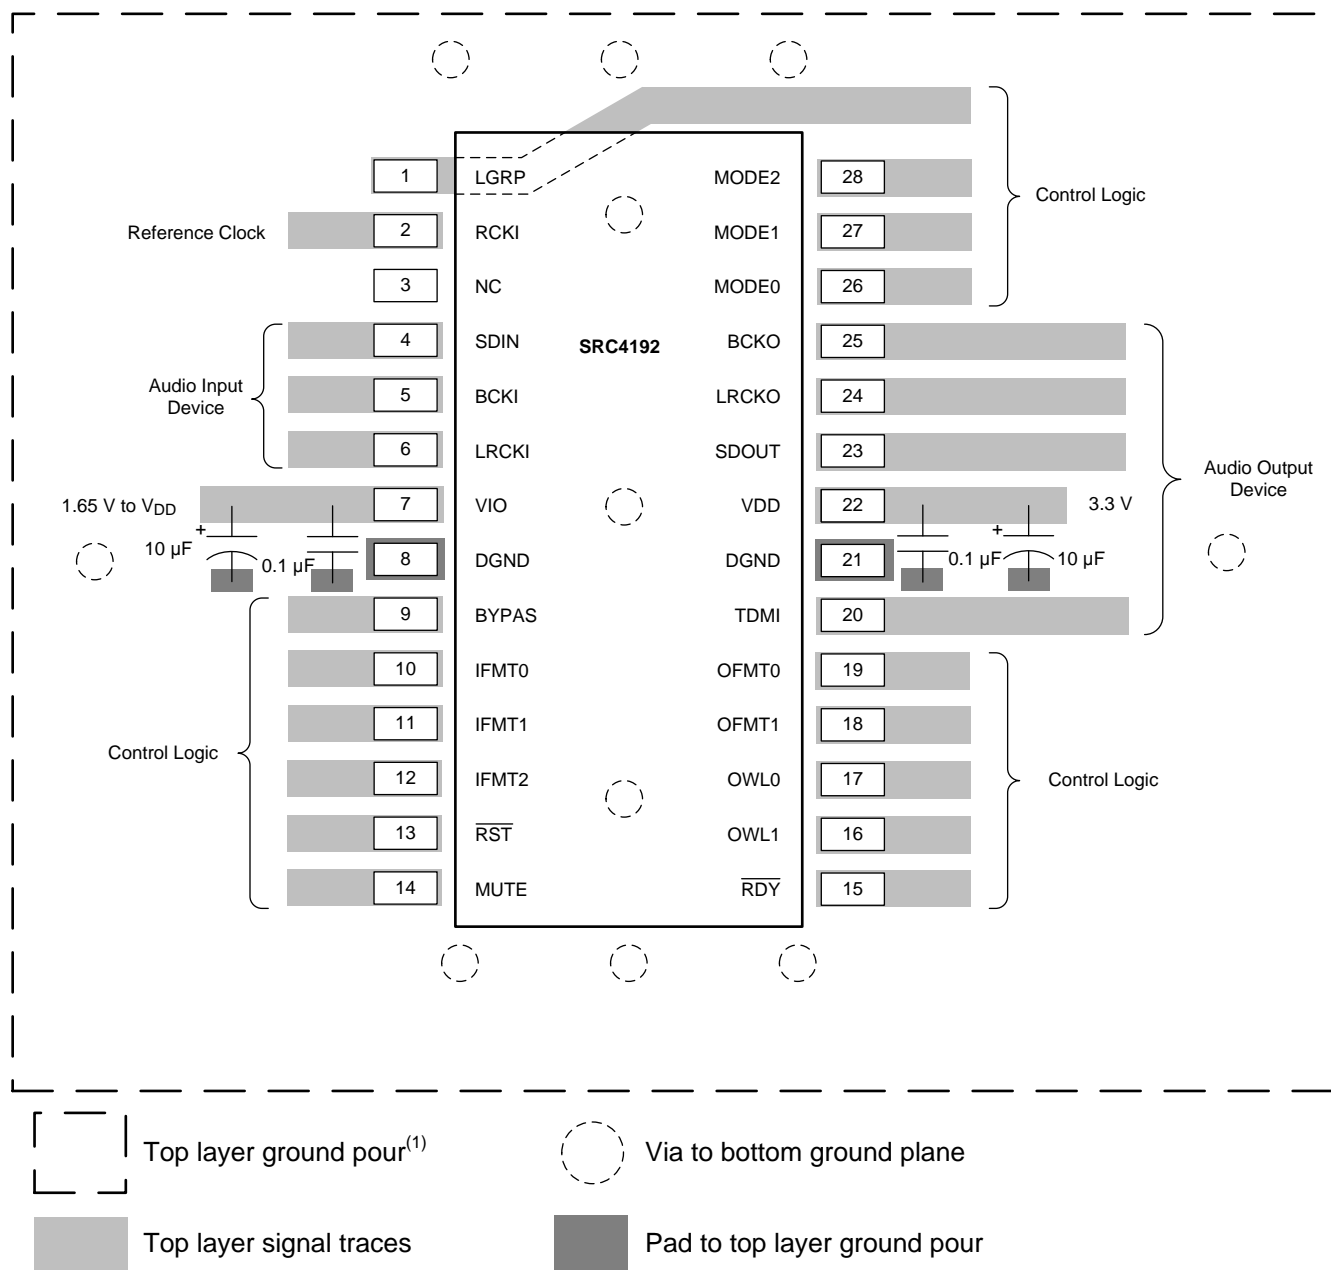 1 LGRP MODE2 28
Control Logic
Reference Clock 2 RCKI MODE1 27
3 NC MODE0 26
4 SDIN SRC4192 BCKO 25
Audio Input
Device
5 BCKI LRCKO 24
6 LRCKI SDOUT 23
Audio Output
Device
1.65 V to VDD 7 VIO VDD 22 3.3 V
+ +
10 µF 0.1 µF 8 DGND DGND 21 0.1 µF 10 µF
9 BYPAS TDMI 20
10 IFMT0 OFMT0 19
11 IFMT1 OFMT1 18
Control Logic
12 IFMT2 OWL0 17 Control Logic
13 RST OWL1 16
14 MUTE RDY 15
Top layer ground pour(1) Via to bottom ground plane
Top layer signal traces Pad to top layer ground pour